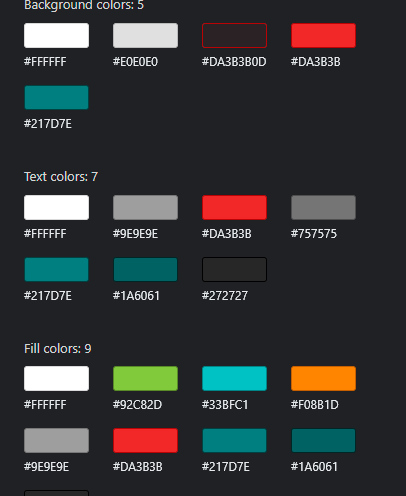 Background colors: 5
#FFFFFF #E0E0E0 #DA3B3B0D #DA3B3B
#217D7E
Text colors: 7
#FFFFFF #9E9E9E #DA3B3B #757575
#217D7E #1A6061 #272727
Fill colors: 9
#FFFFFF #92C82D #33BFC1 #F08B1D
#9E9E9E #DA3B3B #217D7E #1A6061